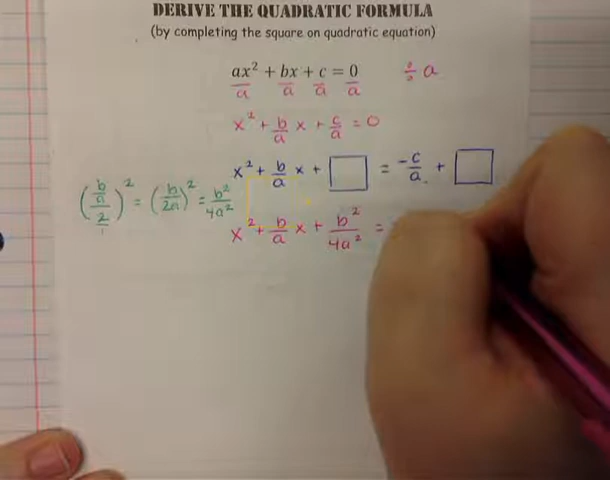 DERIVE THE QUADRATIC FORMULA
(by completing the square on quadratic equation)
ax² + bx + c = 0 ÷ a
a a a a
x² + b/a x + c/a = 0
x² + b/a x + □ = -c/a + □
((b/a)/(2/1))² = (b/2a)² = b²/4a²
x² + b/a x + b²/4a² =